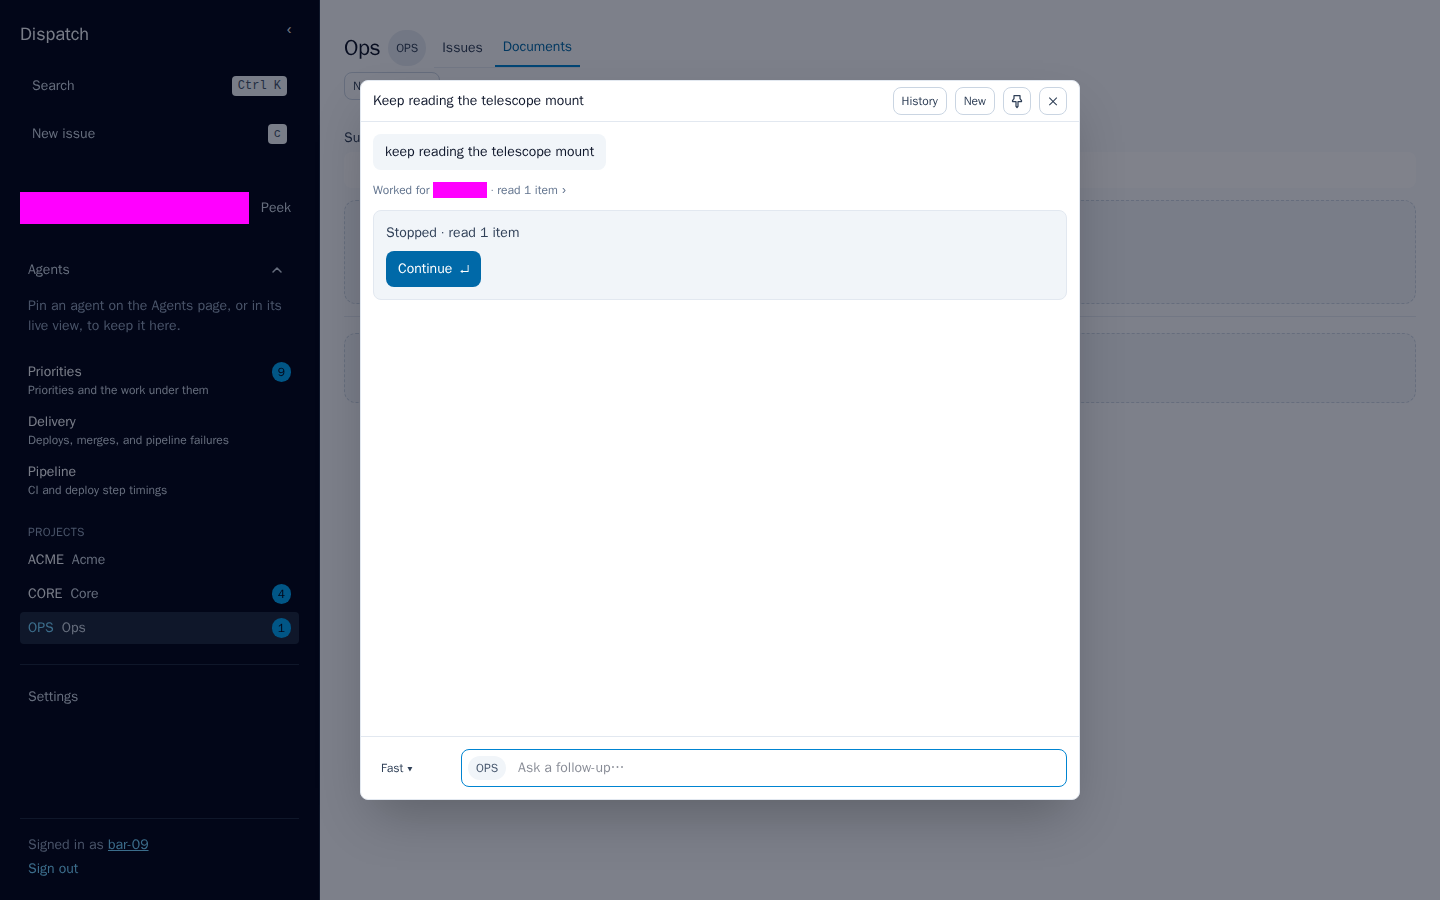 Dispatch
Search Ctrl K
New issue C
Peek
Agents
Pin an agent on the Agents page, or in its
live view, to keep it here.
Priorities 9
Priorities and the work under them
Delivery
Deploys, merges, and pipeline failures
Pipeline
CI and deploy step timings
PROJECTS
ACME Acme
CORE Core 4
OPS Ops 1
Settings
Signed in as bar-09
Sign out
Ops OPS Issues Documents
Keep reading the telescope mount History New
keep reading the telescope mount
Worked for · read 1 item ›
Stopped · read 1 item
Continue ↵
Fast ▾ OPS Ask a follow-up…